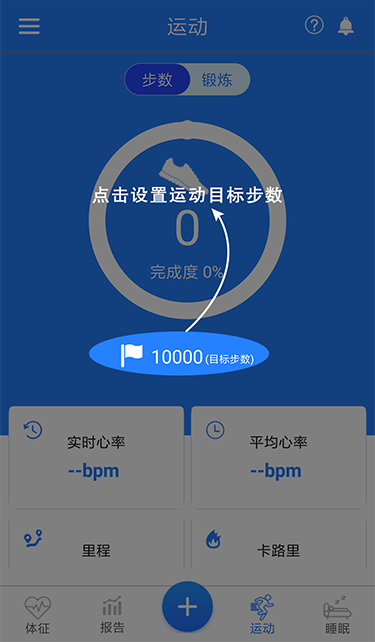 运动
步数 锻炼
点击设置运动目标步数
0
完成度 0%
10000(目标步数)
实时心率 平均心率
--bpm --bpm
里程 卡路里
体征 报告 运动 睡眠